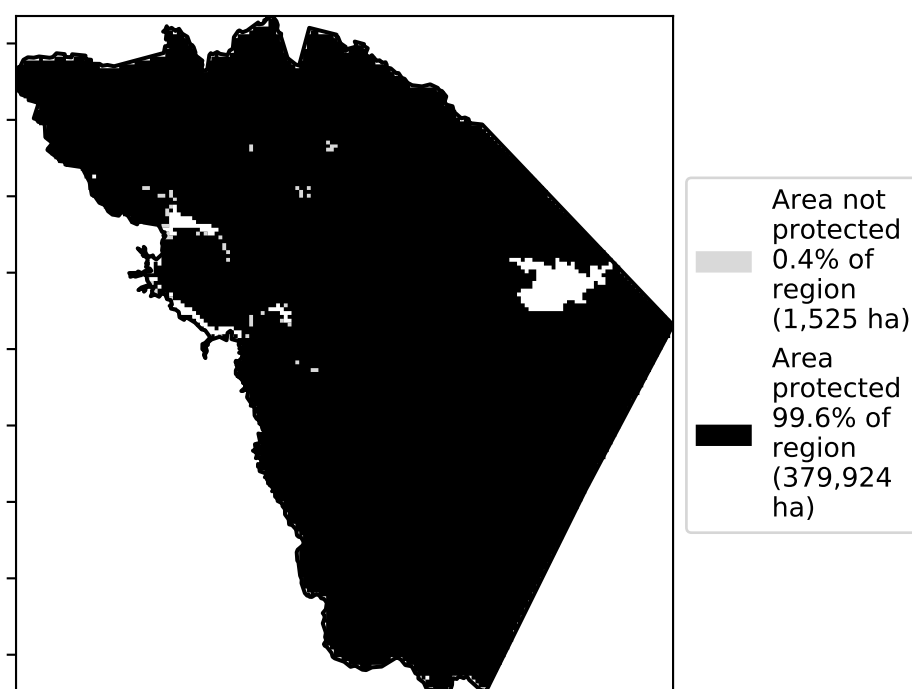 Area not
protected
0.4% of
region
(1,525 ha)
Area
protected
99.6% of
region
(379,924
ha)